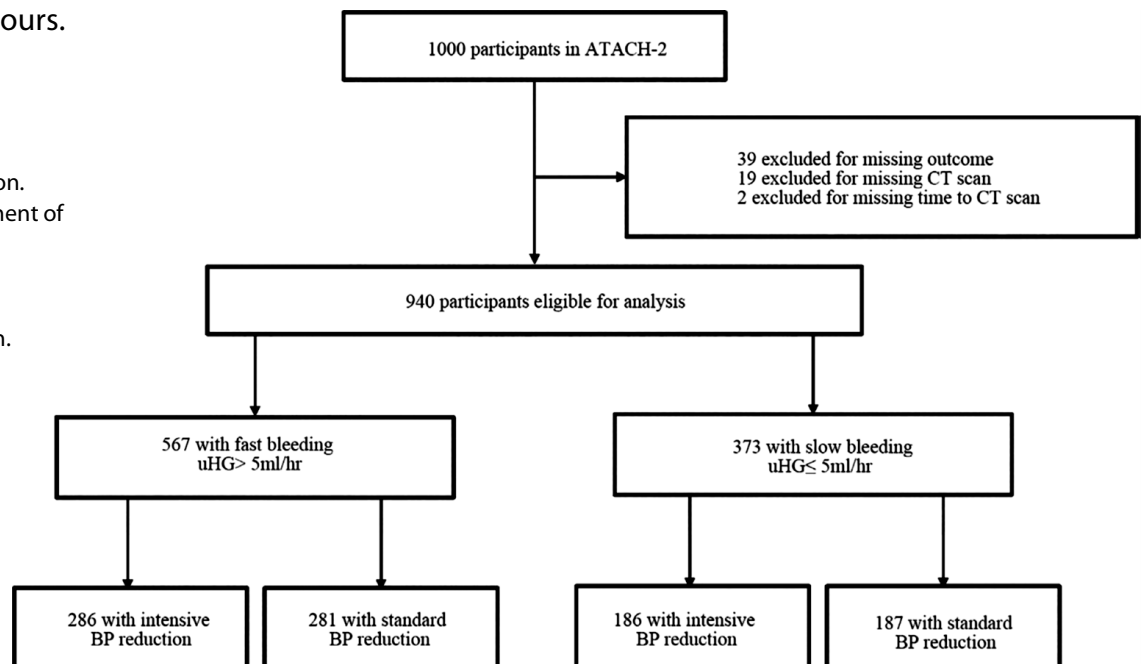 ours.
on.
nent of
n.
1000 participants in ATACH-2
39 excluded for missing outcome
19 excluded for missing CT scan
2 excluded for missing time to CT scan
940 participants eligible for analysis
567 with fast bleeding
uHG> 5ml/hr
373 with slow bleeding
uHG≤ 5ml/hr
286 with intensive
BP reduction
281 with standard
BP reduction
186 with intensive
BP reduction
187 with standard
BP reduction